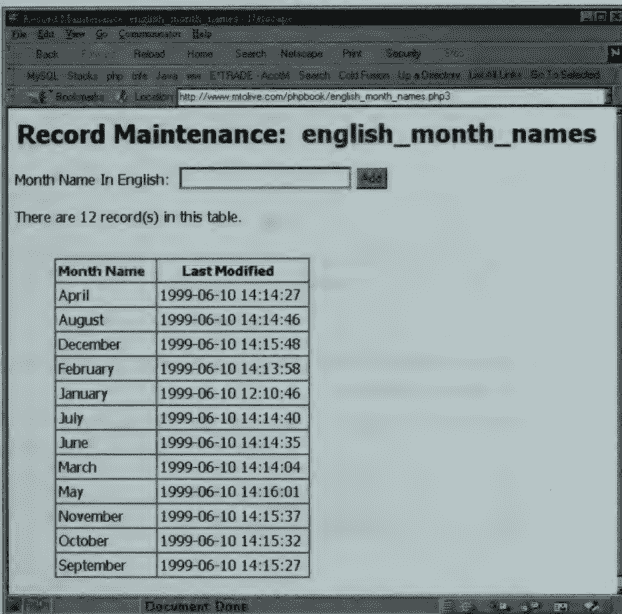 Record Maintenance: english_month_names - Netscape
File Edit View Go Communicator Help
Back Reload Home Search Netscape Print Security Stop
MySQL Stocks php Java E*TRADE Search Cold Fusion Up a Directory List All Links Go To Selected
Bookmarks Location: http://www.mtolive.com/phpbook/english_month_names.php3
Record Maintenance: english_month_names
Month Name In English: Add
There are 12 record(s) in this table.
Month Name Last Modified
April 1999-06-10 14:14:27
August 1999-06-10 14:14:46
December 1999-06-10 14:15:48
February 1999-06-10 14:13:58
January 1999-06-10 12:10:46
July 1999-06-10 14:14:40
June 1999-06-10 14:14:35
March 1999-06-10 14:14:04
May 1999-06-10 14:16:01
November 1999-06-10 14:15:37
October 1999-06-10 14:15:32
September 1999-06-10 14:15:27
Document: Done